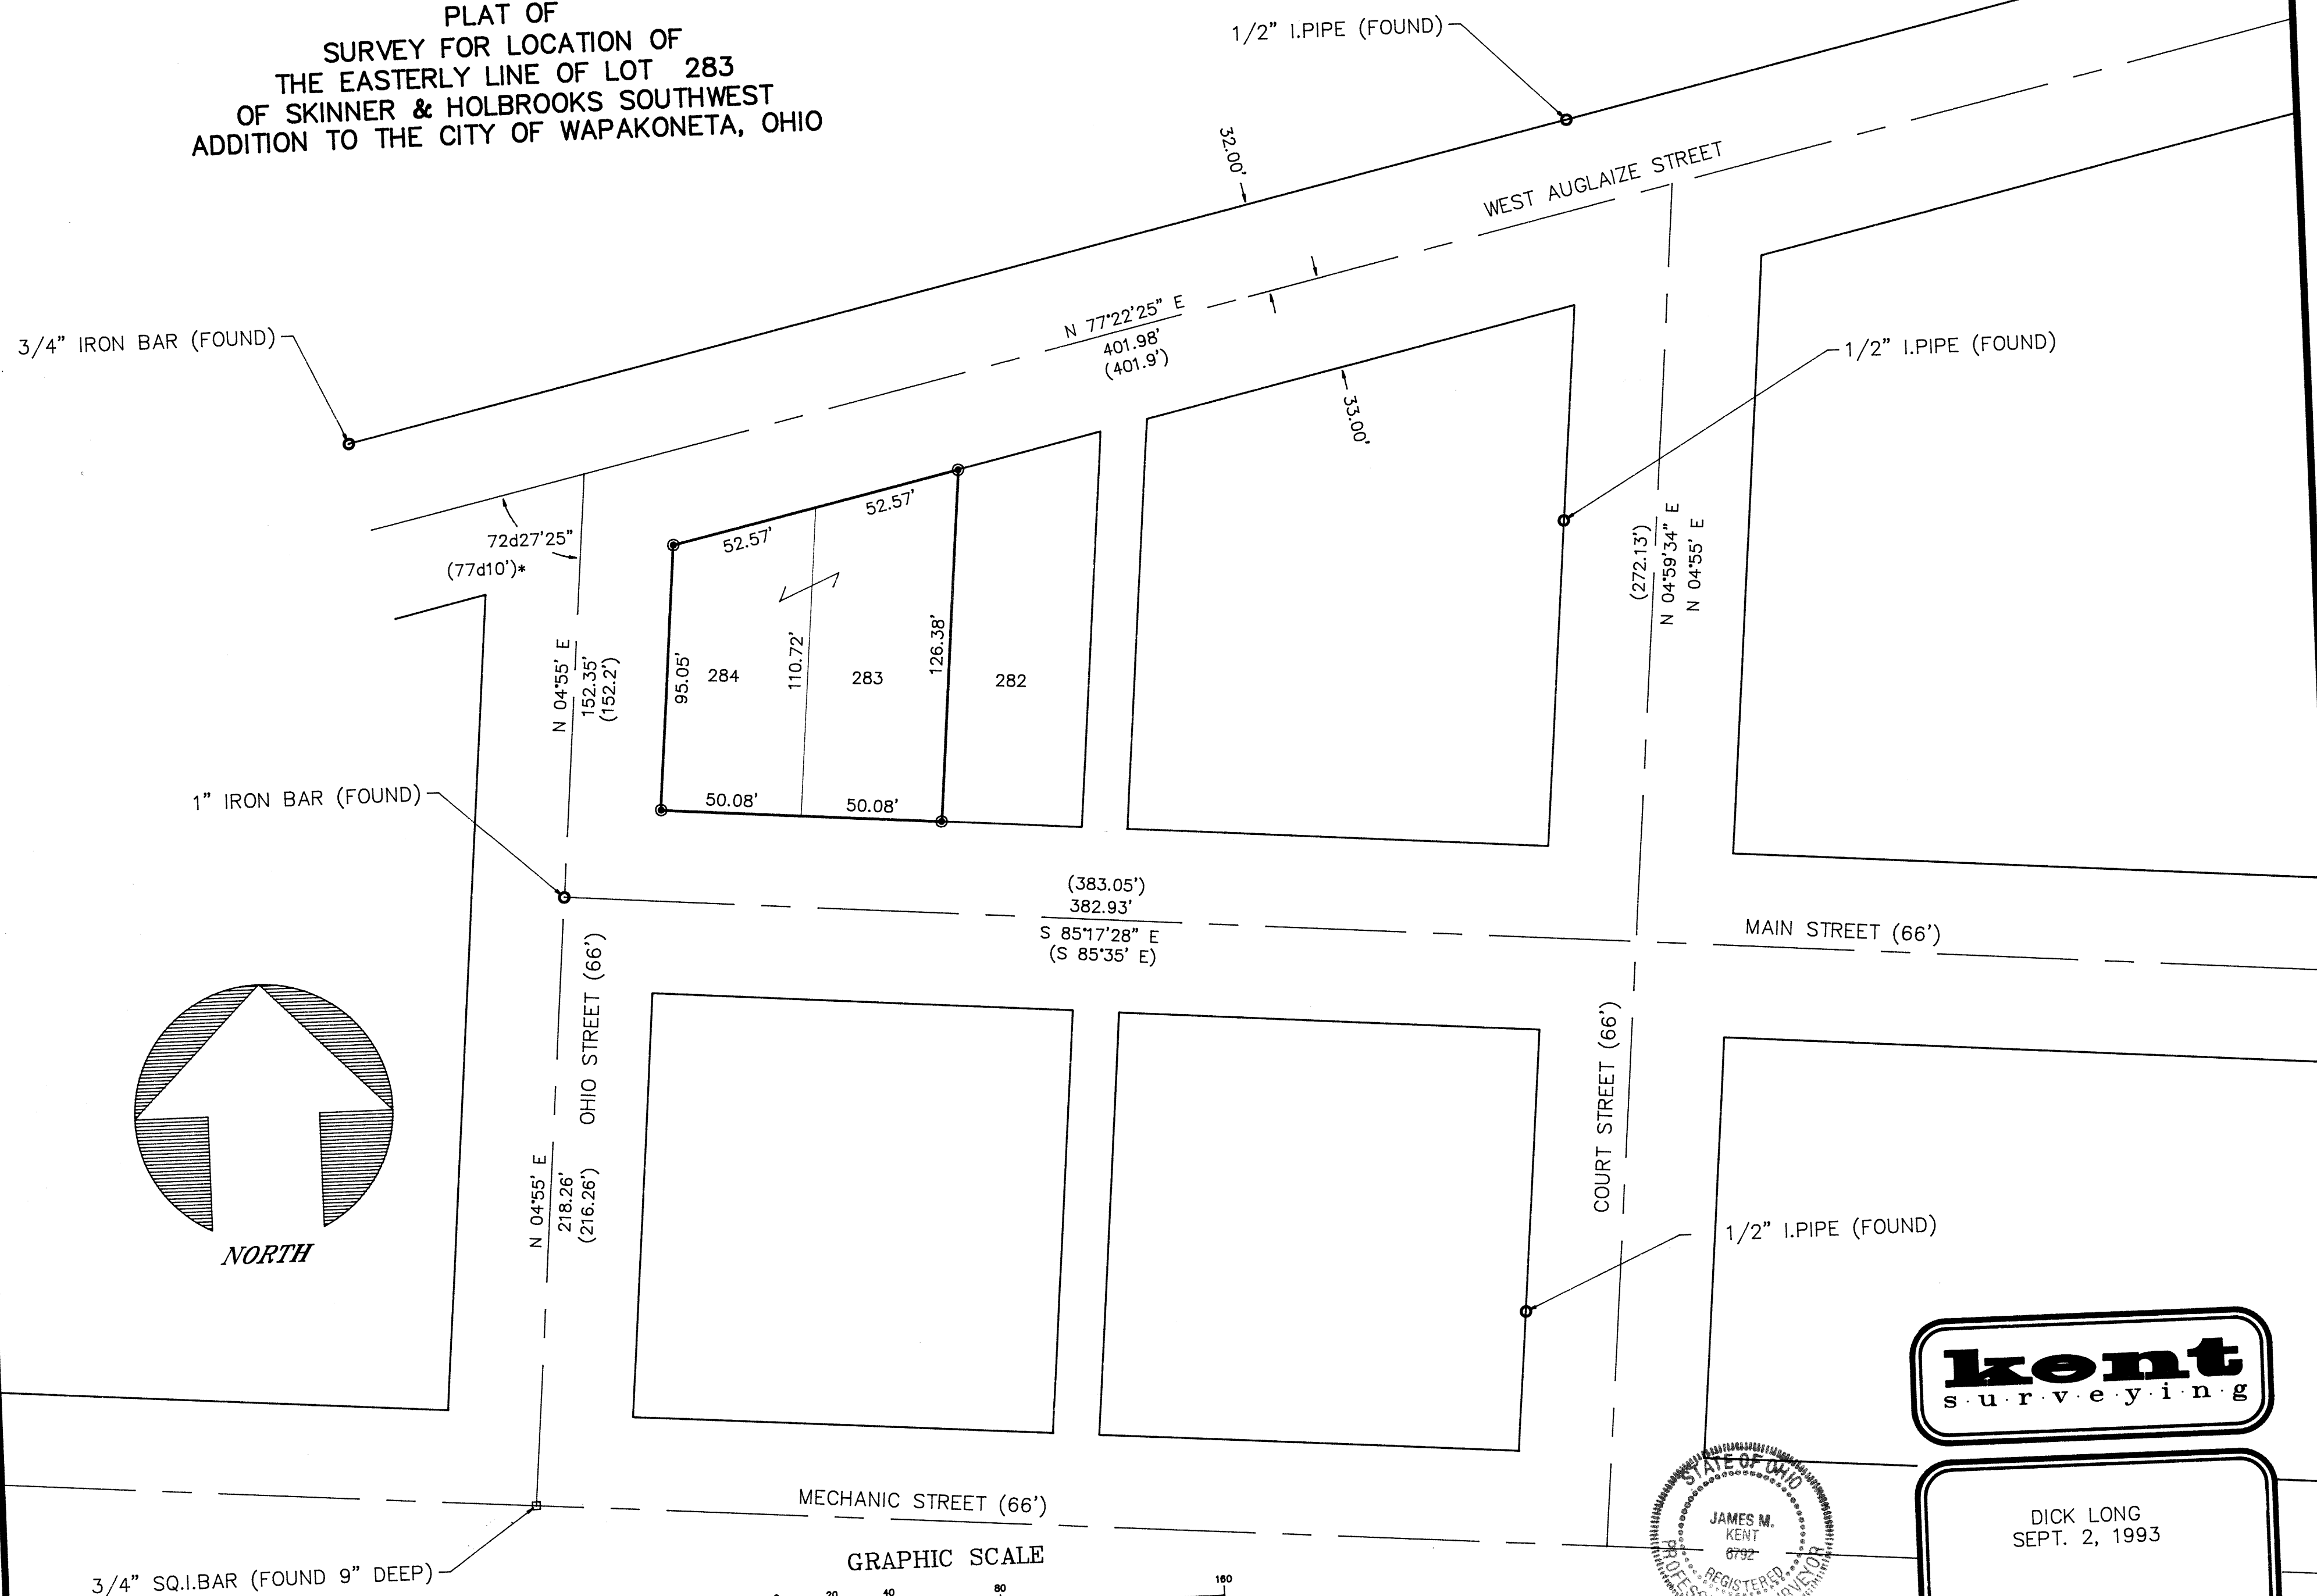 PLAT OF
SURVEY FOR LOCATION OF
THE EASTERLY LINE OF LOT 283
OF SKINNER & HOLBROOKS SOUTHWEST
ADDITION TO THE CITY OF WAPAKONETA, OHIO
1/2" I.PIPE (FOUND)
32.00'
WEST AUGLAIZE STREET
N 77°22'25" E
401.98'
(401.9')
3/4" IRON BAR (FOUND)
1/2" I.PIPE (FOUND)
33.00'
72d27'25"
(77d10')*
52.57'
52.57'
N 04°55' E
152.35'
(152.2')
95.05'
284
110.72'
283
126.38'
282
(272.13')
N 04°59'34" E
N 04°55' E
1" IRON BAR (FOUND)
50.08'
50.08'
(383.05')
382.93'
S 85°17'28" E
(S 85°35' E)
MAIN STREET (66')
OHIO STREET (66')
COURT STREET (66')
N 04°55' E
218.26'
(216.26')
NORTH
1/2" I.PIPE (FOUND)
kent
s·u·r·v·e·y·i·n·g
MECHANIC STREET (66')
STATE OF OHIO
JAMES M.
KENT
6792
REGISTERED
DICK LONG
SEPT. 2, 1993
3/4" SQ.I.BAR (FOUND 9" DEEP)
GRAPHIC SCALE
20 40 80 160